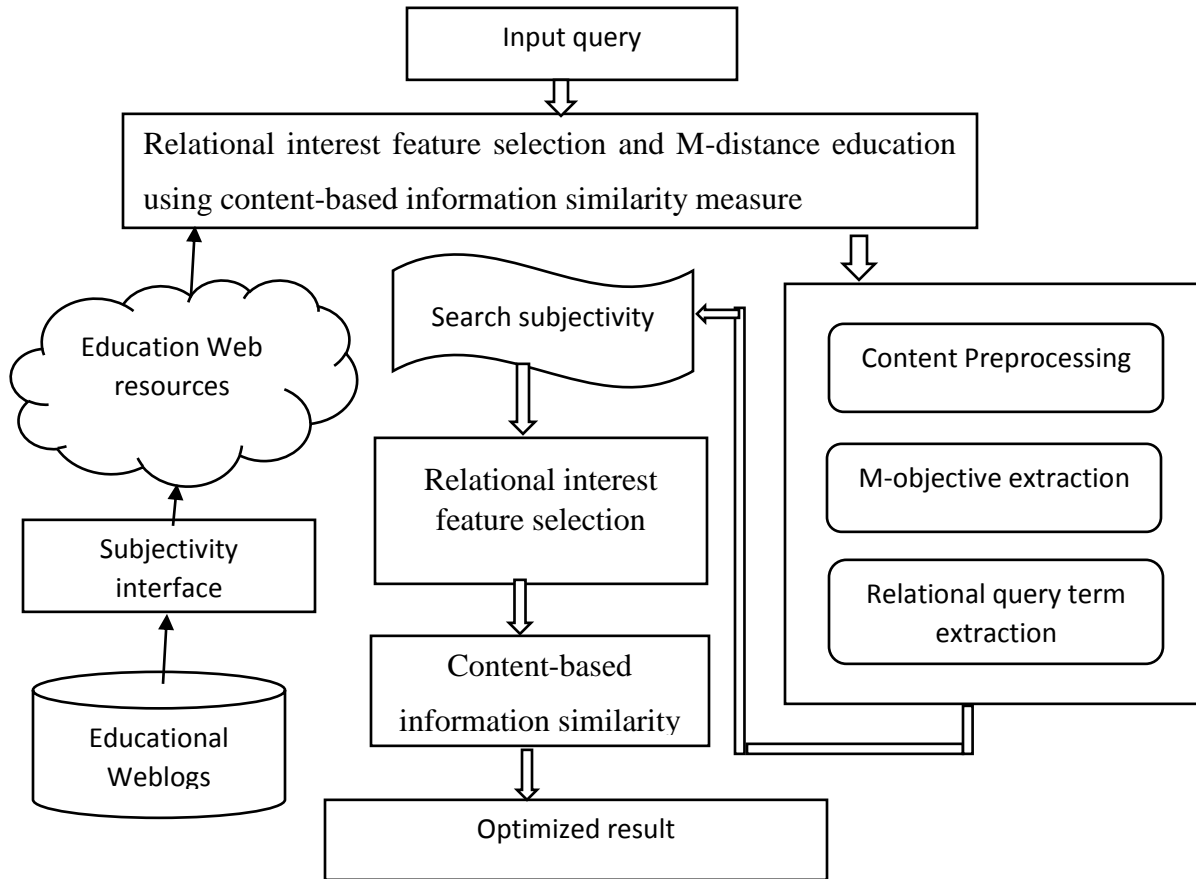 Input query
Relational interest feature selection and M-distance education
using content-based information similarity measure
Education Web
resources
Search subjectivity
Content Preprocessing
M-objective extraction
Relational query term
extraction
Relational interest
feature selection
Subjectivity
interface
Content-based
information similarity
Educational
Weblogs
Optimized result